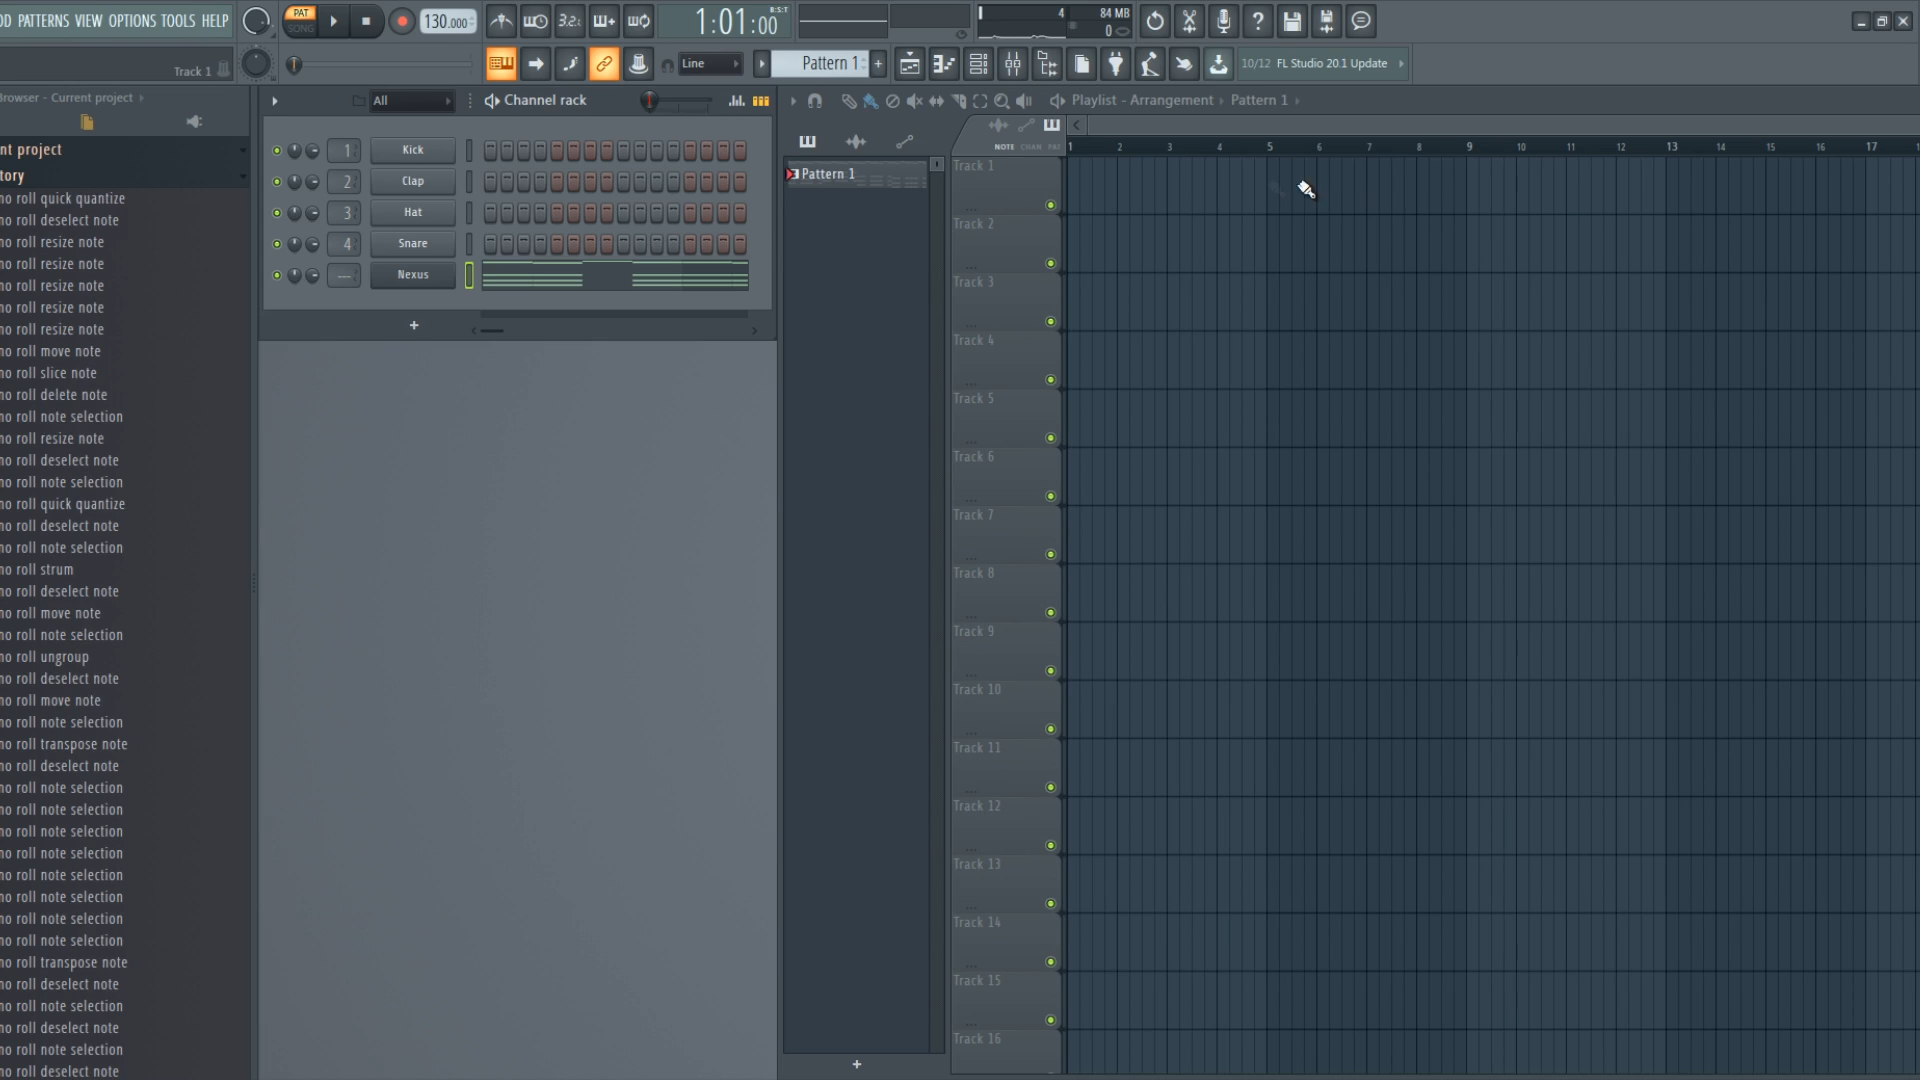 DD PATTERNS VIEW OPTIONS TOOLS HELP
PAT
SONG
130.000
3.2.
1:01:00
B:S:T
4
84 MB
0
Track 1
Line
Pattern 1
+
10/12 FL Studio 20.1 Update
Browser - Current project
nt project
tory
no roll quick quantize
no roll deselect note
no roll resize note
no roll resize note
no roll resize note
no roll resize note
no roll resize note
no roll move note
no roll slice note
no roll delete note
no roll note selection
no roll resize note
no roll deselect note
no roll note selection
no roll quick quantize
no roll deselect note
no roll note selection
no roll strum
no roll deselect note
no roll move note
no roll note selection
no roll ungroup
no roll deselect note
no roll move note
no roll note selection
no roll transpose note
no roll deselect note
no roll note selection
no roll note selection
no roll note selection
no roll note selection
no roll note selection
no roll note selection
no roll note selection
no roll note selection
no roll transpose note
no roll deselect note
no roll note selection
no roll deselect note
no roll note selection
no roll deselect note
All
Channel rack
1 Kick
2 Clap
3 Hat
4 Snare
--- Nexus
+
Playlist - Arrangement › Pattern 1
NOTE CHAN PAT
1 2 3 4 5 6 7 8 9 10 11 12 13 14 15 16 17
Pattern 1
Track 1
Track 2
Track 3
Track 4
Track 5
Track 6
Track 7
Track 8
Track 9
Track 10
Track 11
Track 12
Track 13
Track 14
Track 15
Track 16
+